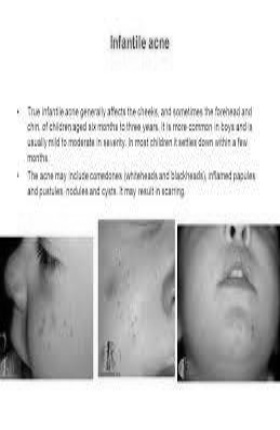 Infantile acne
• True infantile acne generally affects the cheeks, and sometimes the forehead and
chin, of children aged six months to three years. It is more common in boys and is
usually mild to moderate in severity. In most children it settles down within a few
months.
• The acne may include comedones (whiteheads and blackheads), inflamed papules
and pustules, nodules and cysts. It may result in scarring.